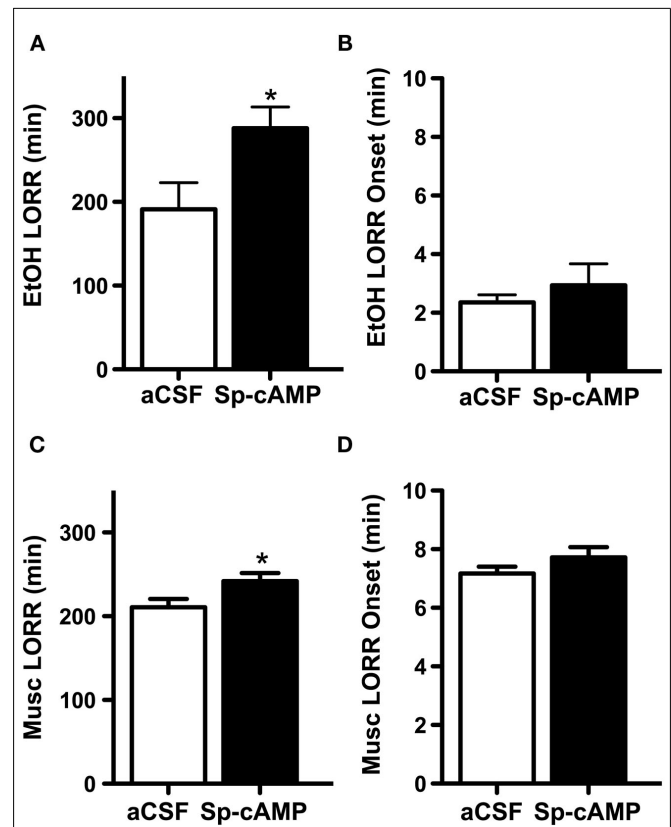 A
EtOH LORR (min)
300
200
100
0
*
aCSF Sp-cAMP
B
EtOH LORR Onset (min)
10
8
6
4
2
0
aCSF Sp-cAMP
C
Musc LORR (min)
300
200
100
0
*
aCSF Sp-cAMP
D
Musc LORR Onset (min)
10
8
6
4
2
0
aCSF Sp-cAMP